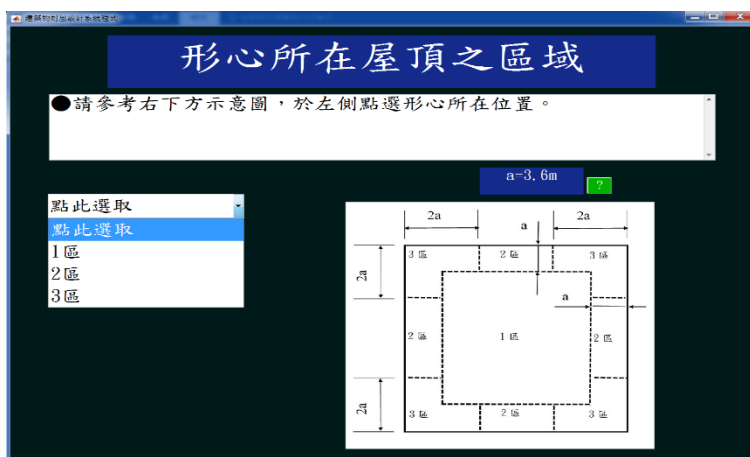 形心所在屋頂之區域
●請參考右下方示意圖，於左側點選形心所在位置。
a-3.6m
?
點此選取
點此選取
1區
2區
3區
2a
a
2a
3 區
2 區
3 區
2a
a
2 區
1 區
2 區
2a
3 區
2 區
3 區